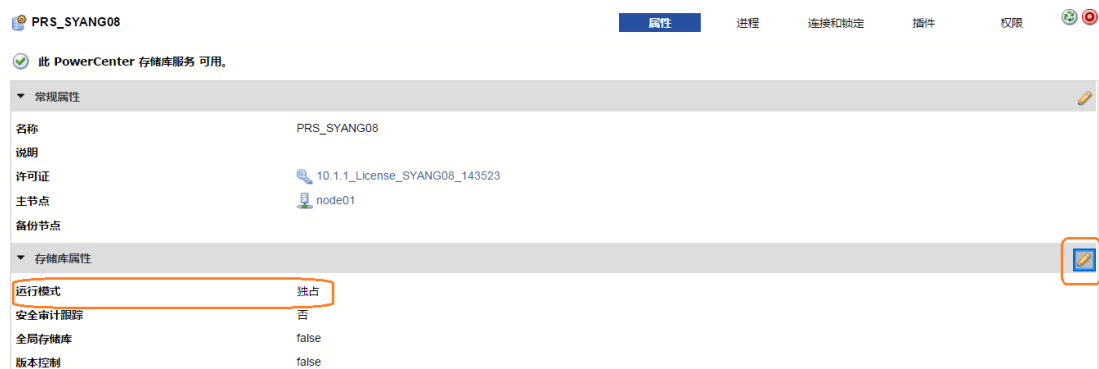 PRS_SYANG08 属性 进程 连接和锁定 插件 权限
此 PowerCenter 存储库服务 可用。
常规属性
名称 PRS_SYANG08
说明
许可证 10.1.1_License_SYANG08_143523
主节点 node01
备份节点
存储库属性
运行模式 独占
安全审计跟踪 否
全局存储库 false
版本控制 false